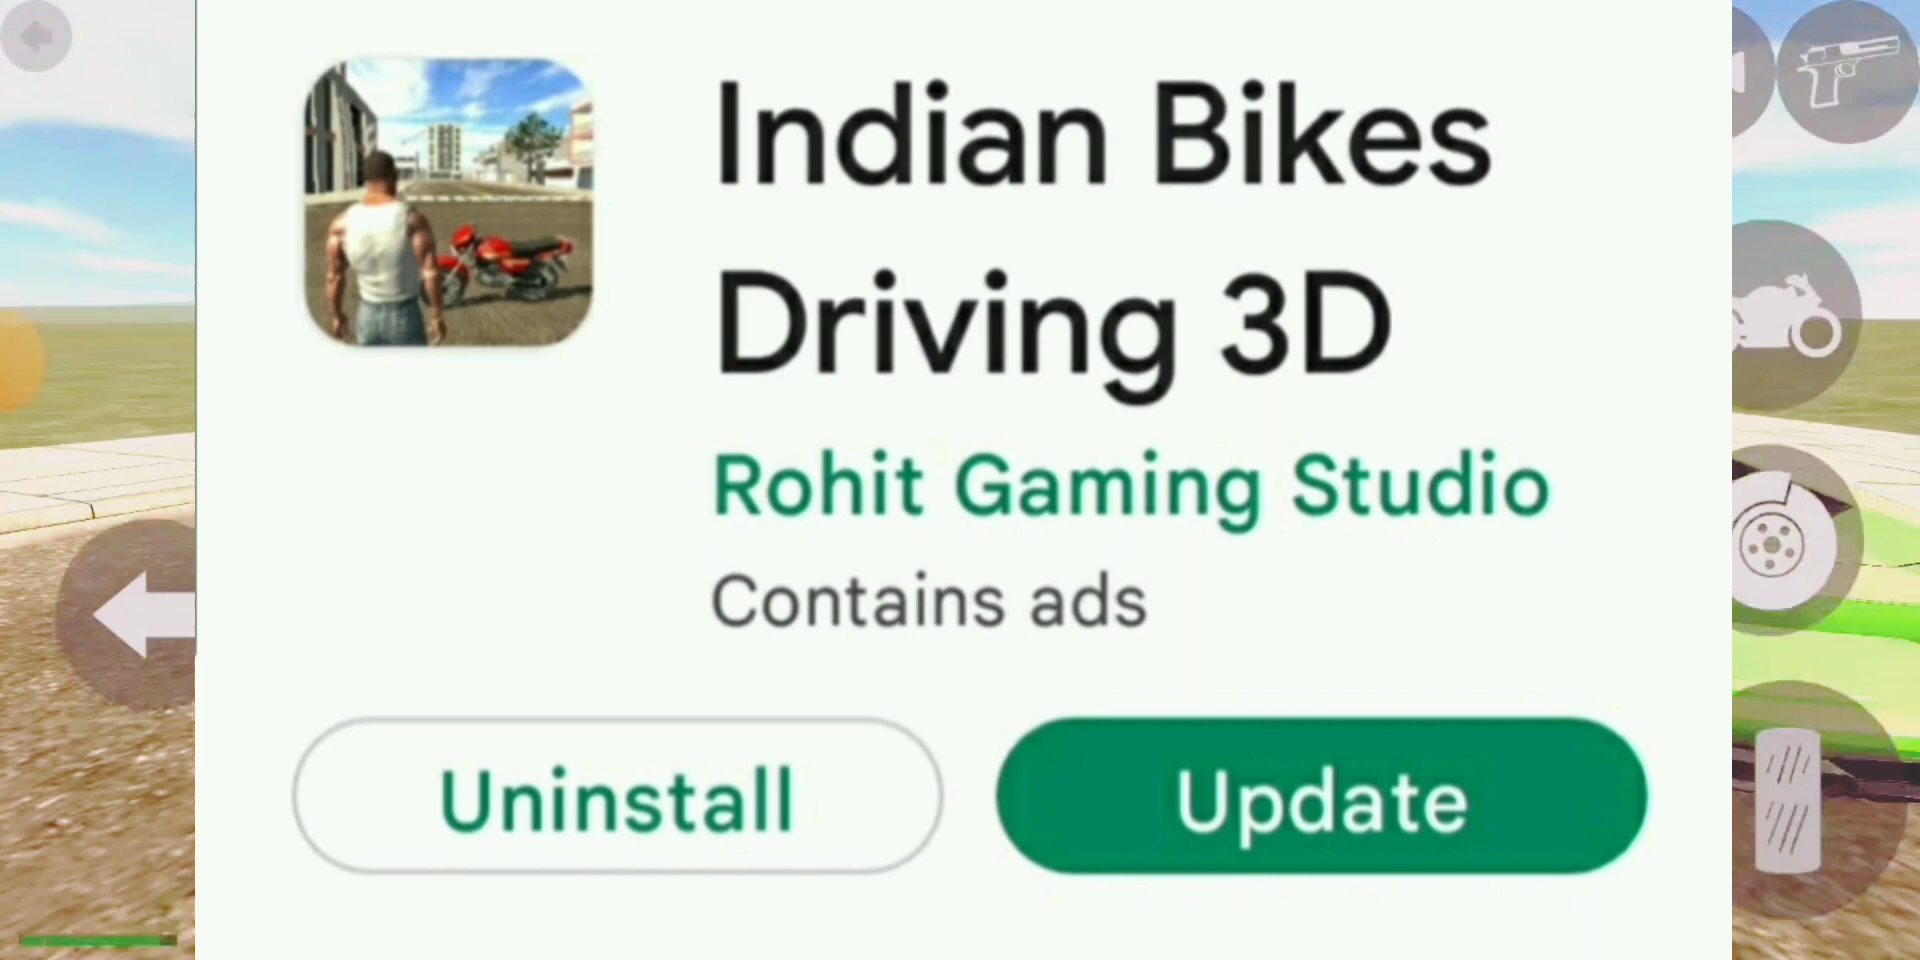 Indian Bikes
Driving 3D
Rohit Gaming Studio
Contains ads
Uninstall
Update